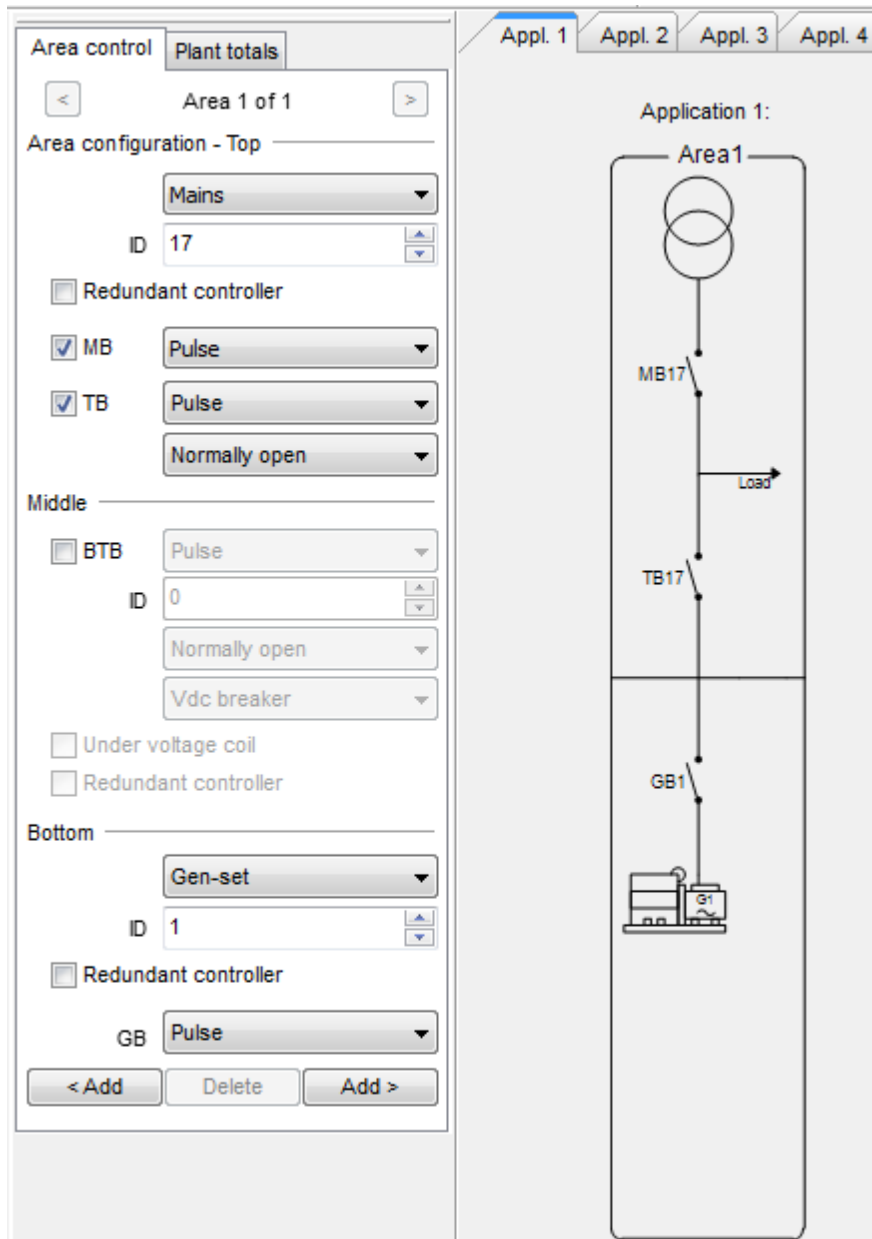 Area control
Plant totals
<
Area 1 of 1
>
Area configuration - Top
Mains
ID
17
Redundant controller
MB
Pulse
TB
Pulse
Normally open
Middle
BTB
Pulse
ID
0
Normally open
Vdc breaker
Under voltage coil
Redundant controller
Bottom
Gen-set
ID
1
Redundant controller
GB
Pulse
< Add
Delete
Add >
Appl. 1
Appl. 2
Appl. 3
Appl. 4
Application 1:
Area1
MB17
Load
TB17
GB1
G1